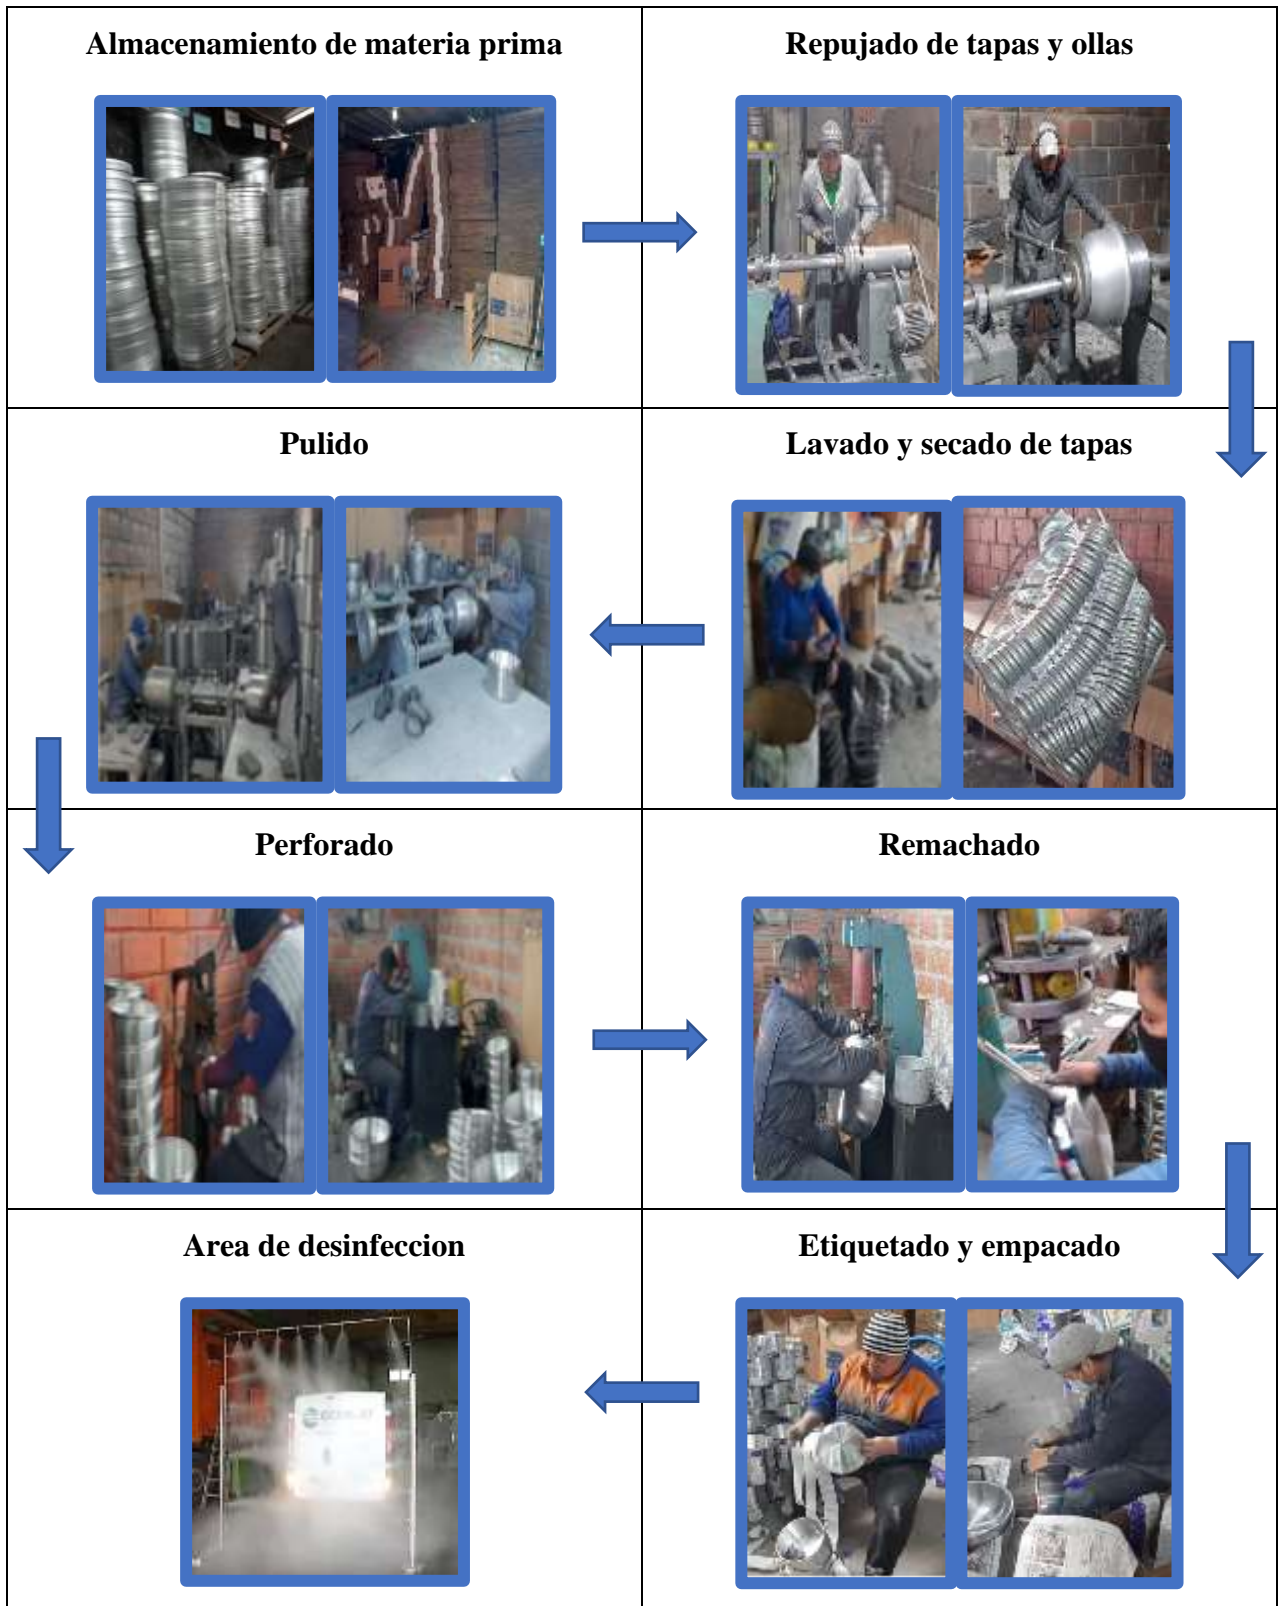 Almacenamiento de materia prima
Repujado de tapas y ollas
Pulido
Lavado y secado de tapas
Perforado
Remachado
Area de desinfeccion
Etiquetado y empacado